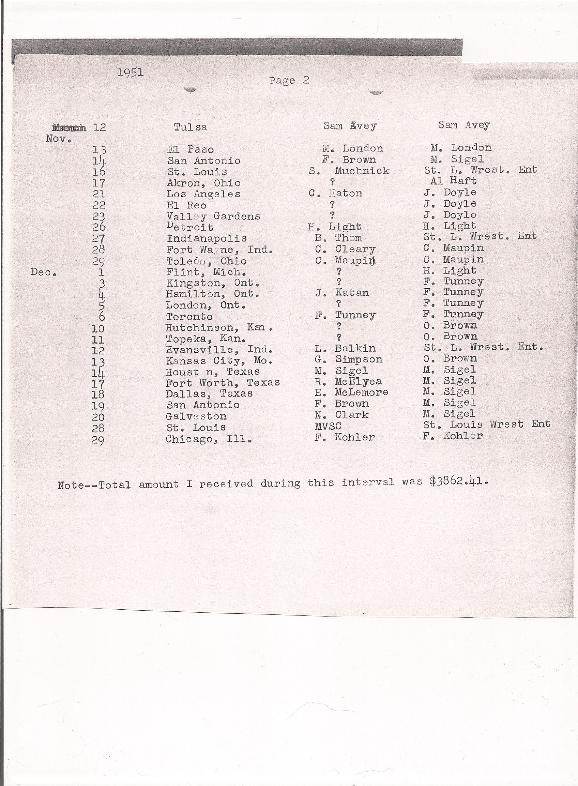 1951
Page 2
March 12 Tulsa Sam Avey Sam Avey
Nov.
13 El Paso M. London M. London
14 San Antonio F. Brown M. Sigel
16 St. Louis S. Muchnick St. L. Wrest. Ent
17 Akron, Ohio ? Al Haft
21 Los Angeles C. Eaton J. Doyle
22 El Reo ? J. Doyle
23 Valley Gardens ? J. Doyle
26 Detroit H. Light H. Light
27 Indianapolis B. Thom St. L. Wrest. Ent
28 Fort Wayne, Ind. C. Cleary C. Maupin
29 Toledo, Ohio C. Maupin C. Maupin
Dec. 1 Flint, Mich. ? H. Light
3 Kingston, Ont. ? F. Tunney
4 Hamilton, Ont. J. Katan F. Tunney
5 London, Ont. ? F. Tunney
6 Toronto F. Tunney F. Tunney
10 Hutchinson, Kan. ? O. Brown
11 Topeka, Kan. ? O. Brown
12 Evansville, Ind. L. Balkin St. L. Wrest. Ent.
13 Kansas City, Mo. G. Simpson O. Brown
14 Houst n, Texas M. Sigel M. Sigel
17 Fort Worth, Texas R. McElyea M. Sigel
18 Dallas, Texas E. McLemore M. Sigel
19 San Antonio F. Brown M. Sigel
20 Galveston N. Clark M. Sigel
28 St. Louis MVSC St. Louis Wrest Ent
29 Chicago, Ill. F. Kohler F. Kohler
Note--Total amount I received during this interval was $3862.41.